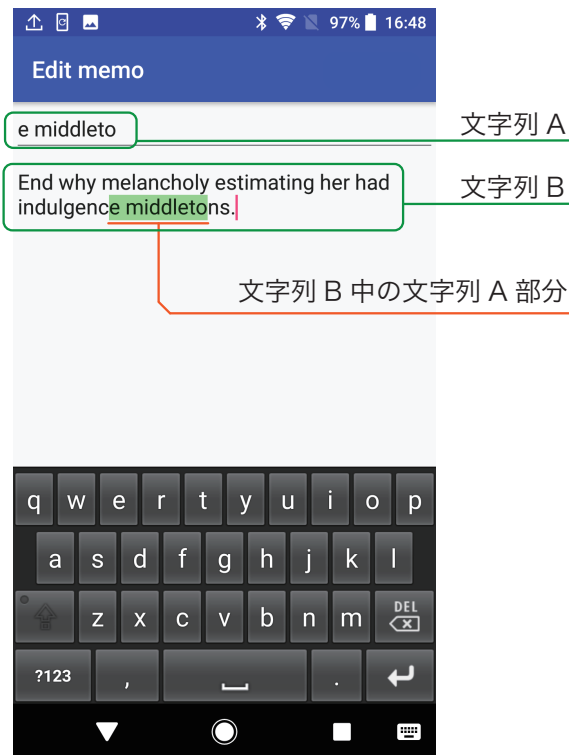 97% 16:48
Edit memo
e middleto
文字列 A
End why melancholy estimating her had
indulgence middletons.
文字列 B
文字列 B 中の文字列 A 部分
q w e r t y u i o p
a s d f g h j k l
z x c v b n m DEL
?123 , .